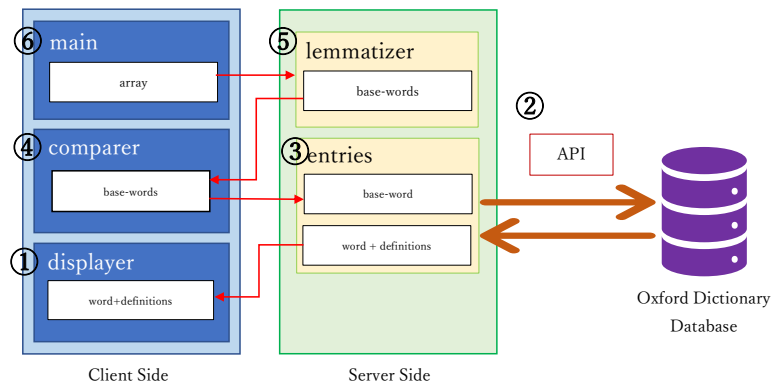 ⑥ main
array
④ comparer
base-words
① displayer
word+definitions
Client Side
⑤ lemmatizer
base-words
③ entries
base-word
word + definitions
Server Side
②
API
Oxford Dictionary
Database